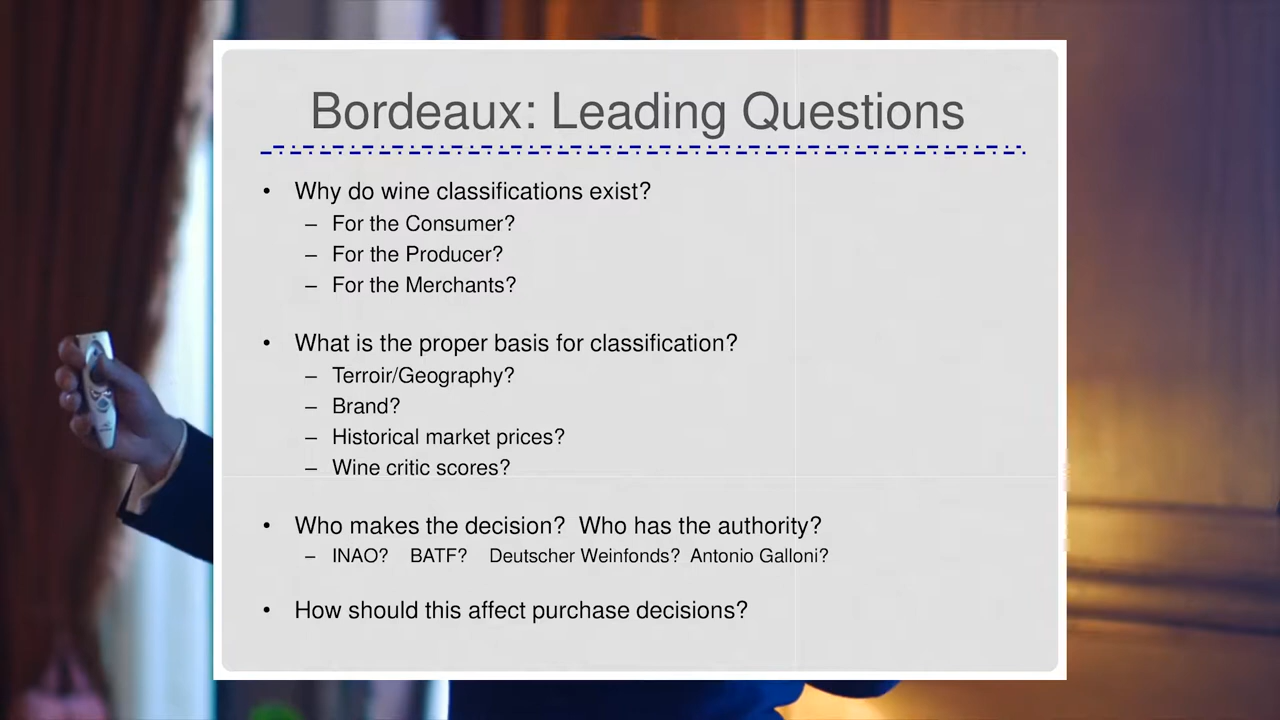 Bordeaux: Leading Questions
• Why do wine classifications exist?
– For the Consumer?
– For the Producer?
– For the Merchants?
• What is the proper basis for classification?
– Terroir/Geography?
– Brand?
– Historical market prices?
– Wine critic scores?
• Who makes the decision? Who has the authority?
– INAO? BATF? Deutscher Weinfonds? Antonio Galloni?
• How should this affect purchase decisions?